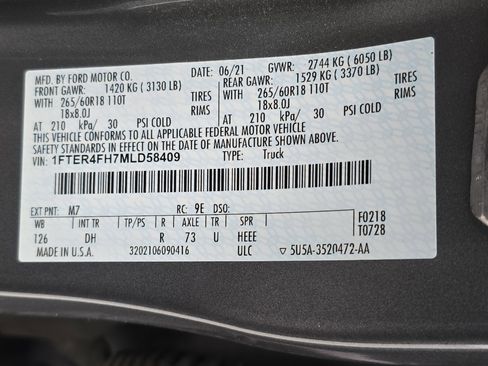 MFD. BY FORD MOTOR CO.
DATE: 06/21 GVWR: 2744 KG ( 6050 LB)
FRONT GAWR: 1420 KG ( 3130 LB) REAR GAWR: 1529 KG ( 3370 LB)
WITH 265/60R18 110T TIRES WITH 265/60R18 110T TIRES
18x8.0J RIMS 18x8.0J RIMS
AT 210 kPa/ 30 PSI COLD AT 210 kPa/ 30 PSI COLD
THIS VEHICLE CONFORMS TO ALL APPLICABLE FEDERAL MOTOR VEHICLE
SAFETY STANDARDS IN EFFECT ON THE DATE OF MANUFACTURE SHOWN ABOVE.
VIN: 1FTER4FH7MLD58409 TYPE: Truck
EXT PNT: M7 RC: 9E DSO: F0218
WB INT TR TP/PS R AXLE TR SPR T0728
126 DH R 73 U HEEE
3202106090416 ULC 5U5A-3520472-AA